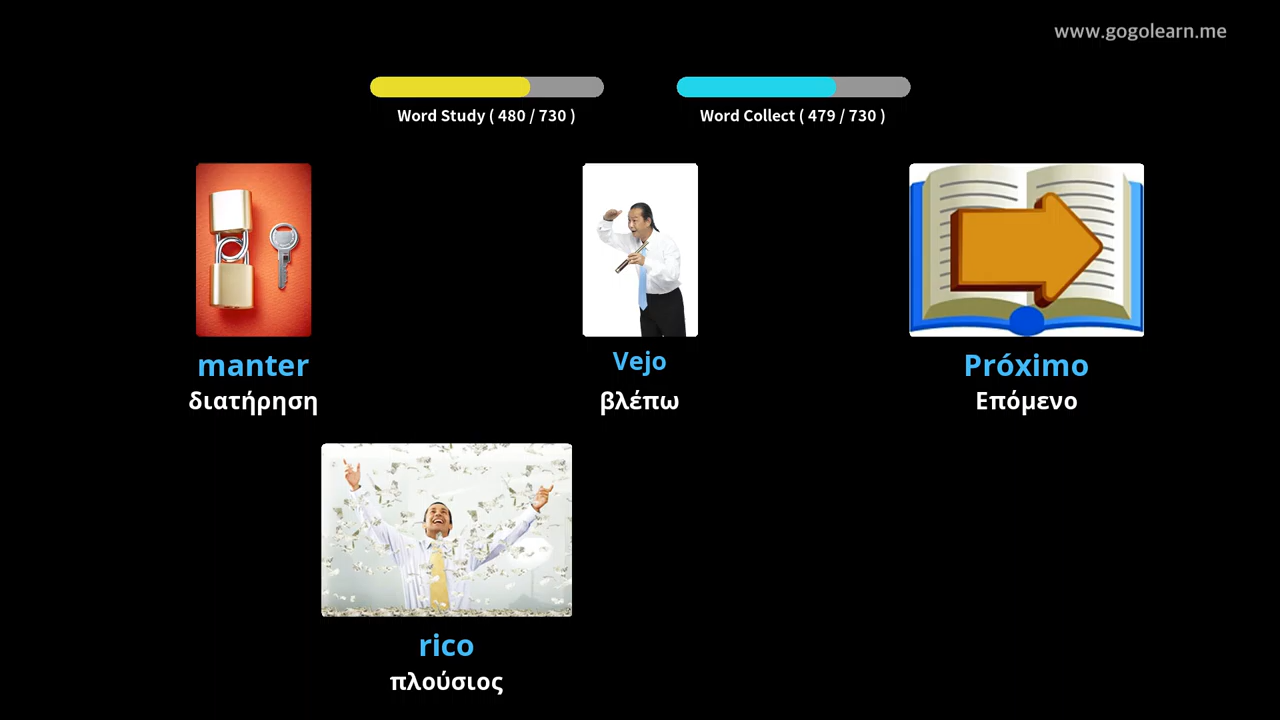 www.gogolearn.me
Word Study ( 480 / 730 )
Word Collect ( 479 / 730 )
manter
διατήρηση
Vejo
βλέπω
Próximo
Επόμενο
rico
πλούσιος